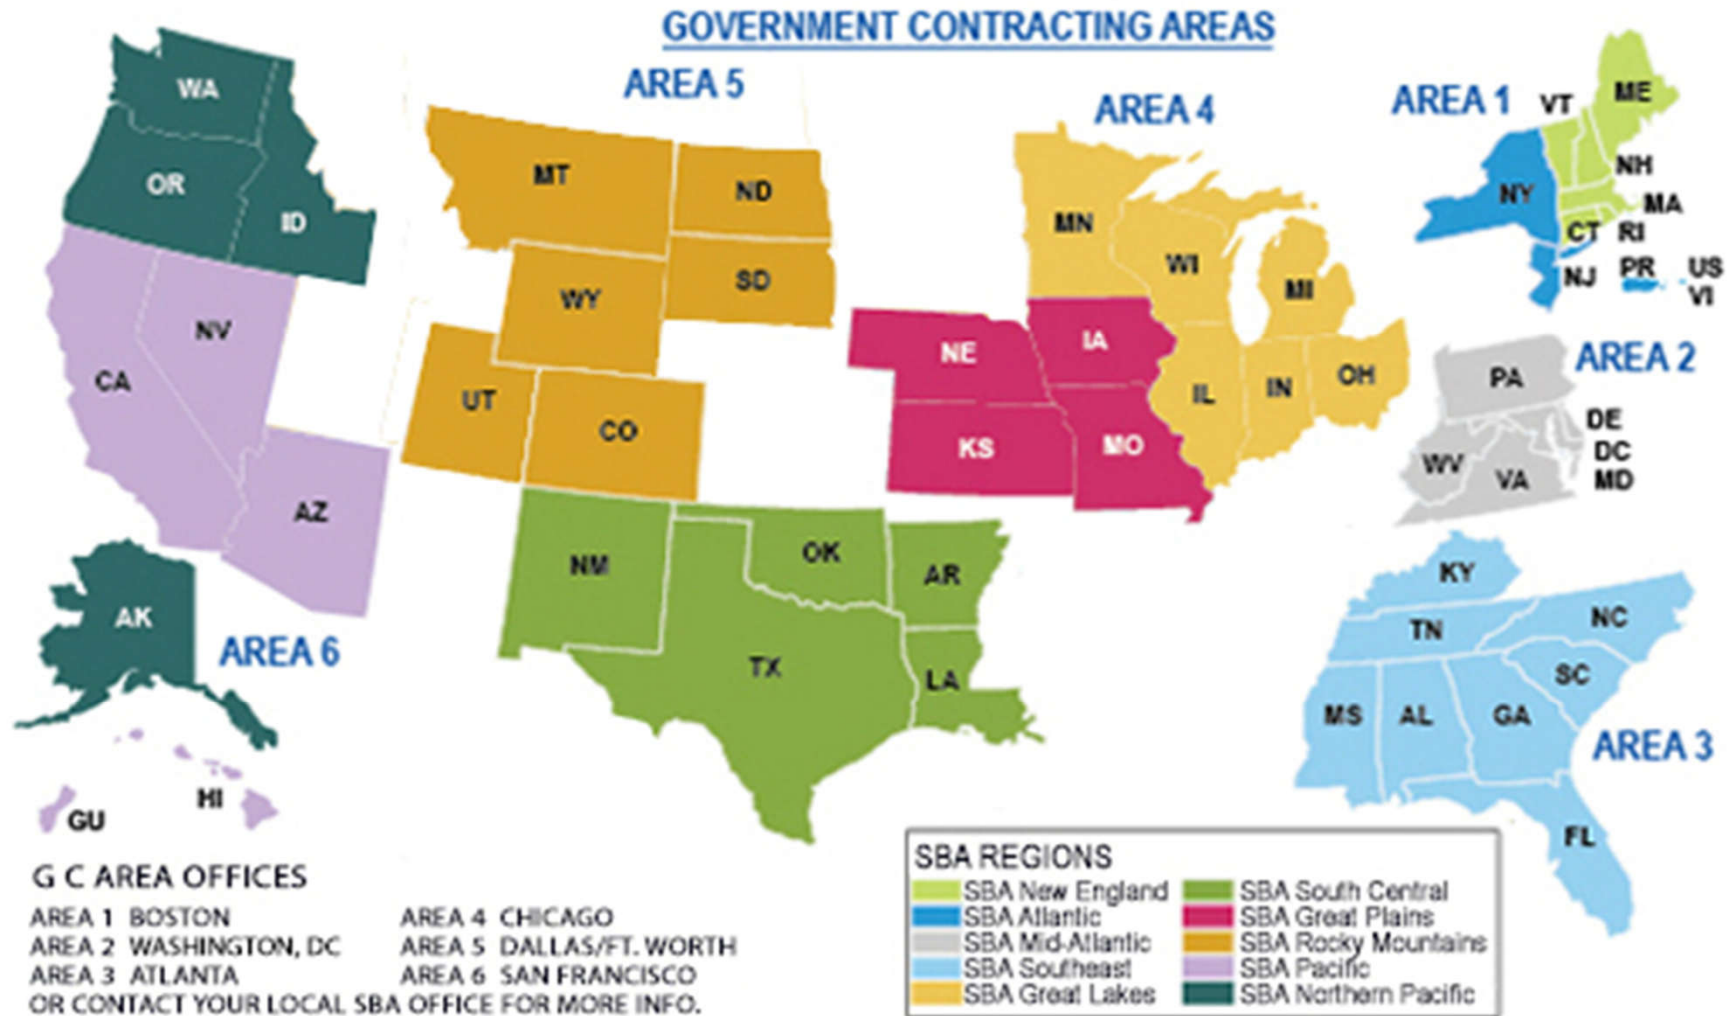 GOVERNMENT CONTRACTING AREAS
AREA 5
AREA 4
AREA 1
WA
OR
ID
MT
ND
SD
WY
UT
CO
MN
WI
MI
IL
IN
OH
NE
IA
KS
MO
VT
ME
NH
NY
MA
CT
RI
NJ
PR
US
VI
AREA 2
PA
DE
DC
MD
WV
VA
CA
NV
AZ
AK
AREA 6
HI
GU
NM
OK
AR
TX
LA
KY
TN
NC
SC
MS
AL
GA
AREA 3
FL
G C AREA OFFICES
AREA 1 BOSTON
AREA 2 WASHINGTON, DC
AREA 3 ATLANTA
AREA 4 CHICAGO
AREA 5 DALLAS/FT. WORTH
AREA 6 SAN FRANCISCO
OR CONTACT YOUR LOCAL SBA OFFICE FOR MORE INFO.
SBA REGIONS
SBA New England
SBA Atlantic
SBA Mid-Atlantic
SBA Southeast
SBA Great Lakes
SBA South Central
SBA Great Plains
SBA Rocky Mountains
SBA Pacific
SBA Northern Pacific